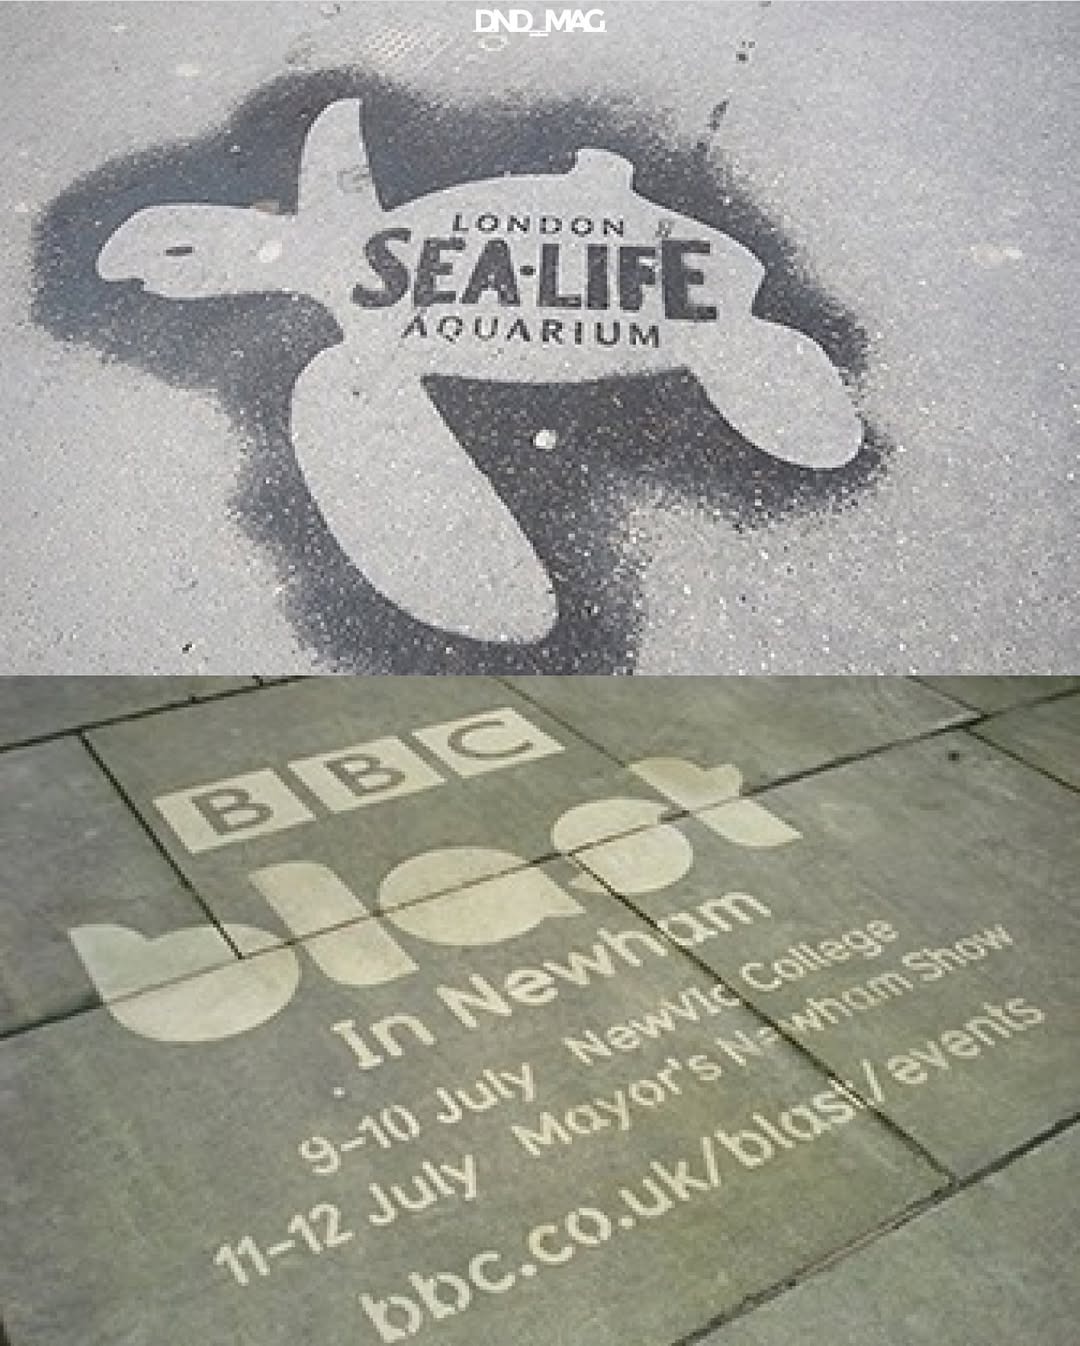 DND_MAG
LONDON
SEA·LIFE
AQUARIUM
BBC
blast
In Newham
9–10 July NewVIc College
11–12 July Mayor's Newham Show
bbc.co.uk/blast/events